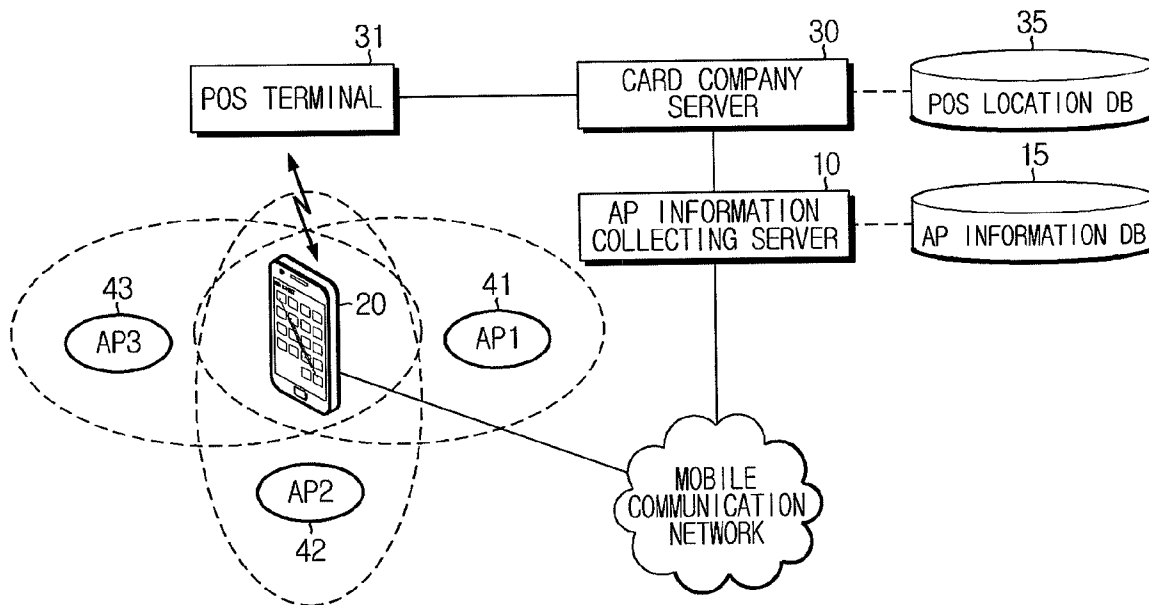 31
POS TERMINAL
30
CARD COMPANY
SERVER
35
POS LOCATION DB
10
AP INFORMATION
COLLECTING SERVER
15
AP INFORMATION DB
43
AP3
20
41
AP1
AP2
42
MOBILE
COMMUNICATION
NETWORK